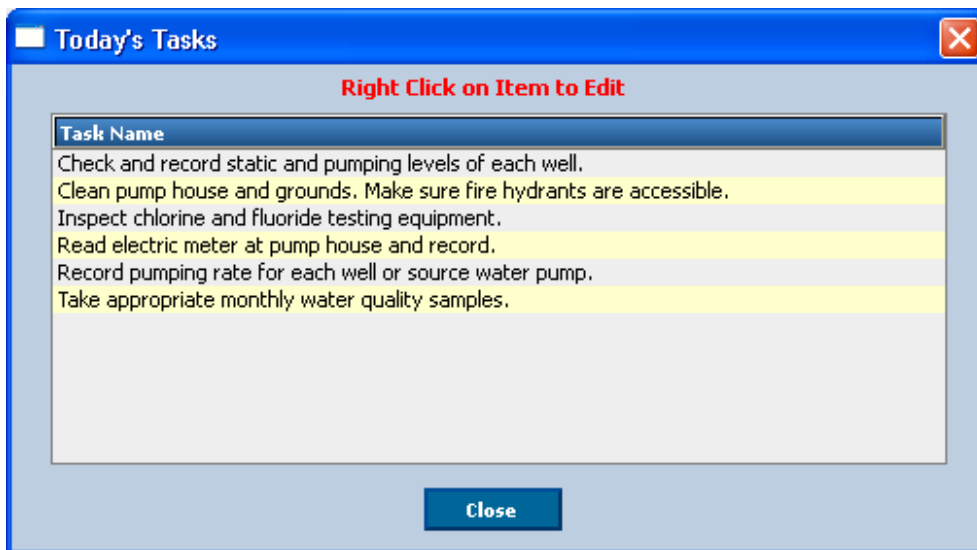 Today's Tasks
Right Click on Item to Edit
Task Name
Check and record static and pumping levels of each well.
Clean pump house and grounds. Make sure fire hydrants are accessible.
Inspect chlorine and fluoride testing equipment.
Read electric meter at pump house and record.
Record pumping rate for each well or source water pump.
Take appropriate monthly water quality samples.
Close